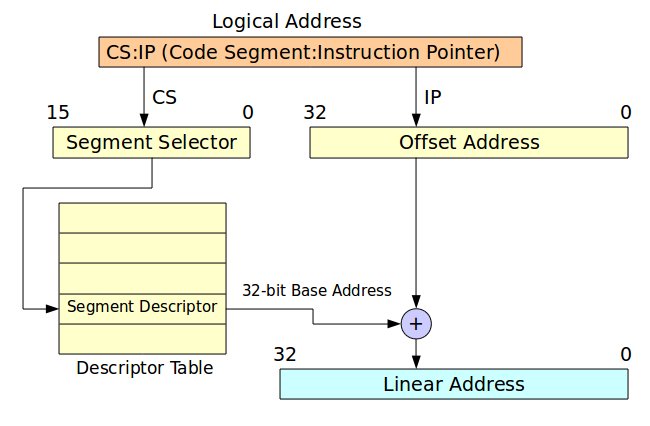 Logical Address
CS:IP (Code Segment:Instruction Pointer)
CS
IP
15
0
32
0
Segment Selector
Offset Address
32-bit Base Address
Segment Descriptor
+
32
0
Descriptor Table
Linear Address